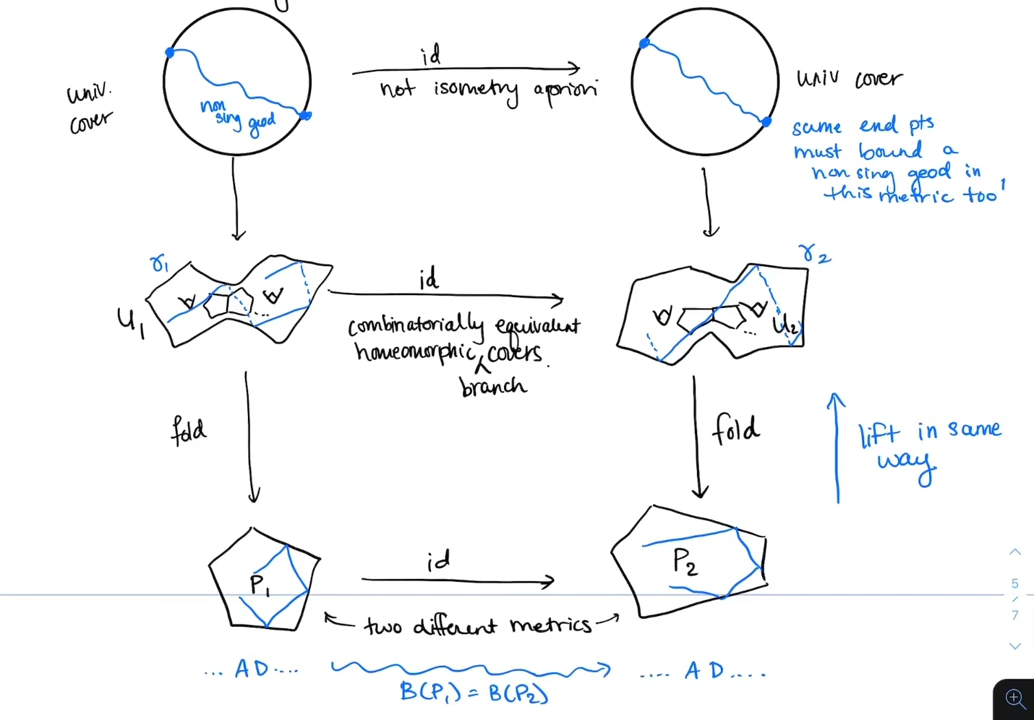 id
not isometry apriori
univ.
cover
non
sing geod
univ cover
same end pts
must bound a
non sing geod in
this metric too!
γ₁
U₁
...
id
combinatorially equivalent
homeomorphic covers.
branch
γ₂
U₂
...
fold
fold
lift in same
way
P₁
id
P₂
two different metrics
... AD....
B(P₁) = B(P₂)
.... AD....
5
/
7